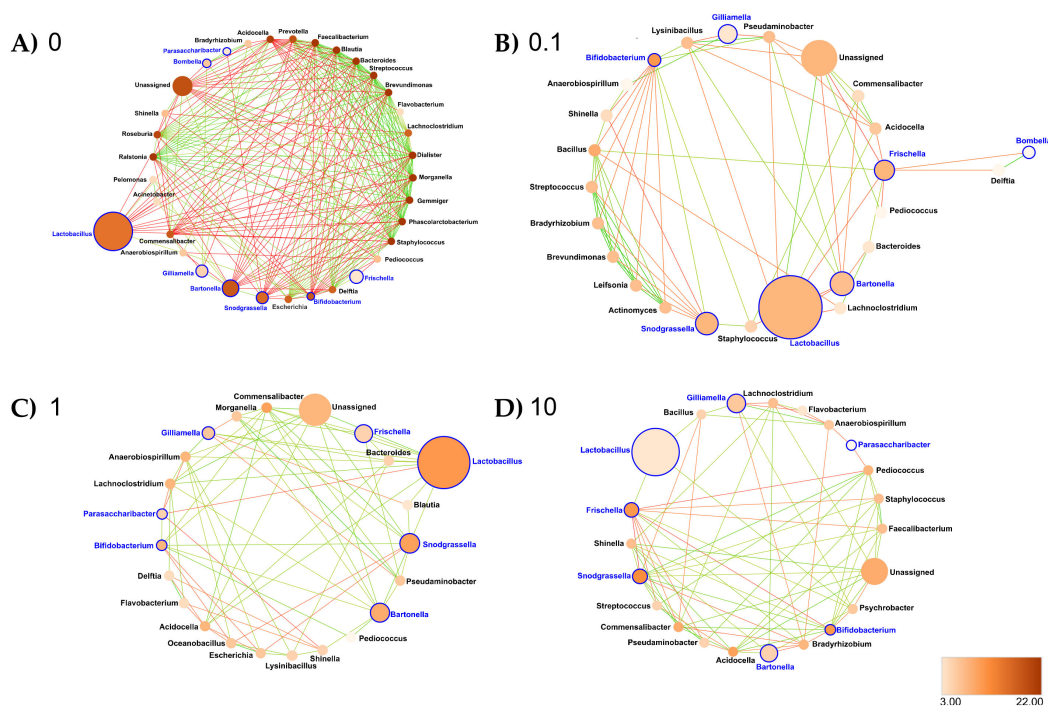 A) 0
Acidocella
Prevotella
Faecalibacterium
Bradyrhizobium
Blautia
Parasaccharibacter
Bacteroides
Bombella
Streptococcus
Brevundimonas
Unassigned
Flavobacterium
Shinella
Lachnoclostridium
Roseburia
Ralstonia
Dialister
Pelomonas
Morganella
Acinetobacter
Gemmiger
Lactobacillus
Phascolarctobacterium
Commensalibacter
Staphylococcus
Anaerobiospirillum
Pediococcus
Gilliamella
Frischella
Bartonella
Delftia
Snodgrassella
Bifidobacterium
Escherichia
B) 0.1
Gilliamella
Pseudaminobacter
Lysinibacillus
Bifidobacterium
Unassigned
Anaerobiospirillum
Commensalibacter
Shinella
Acidocella
Bacillus
Frischella
Bombella
Delftia
Streptococcus
Pediococcus
Bradyrhizobium
Bacteroides
Brevundimonas
Bartonella
Leifsonia
Lachnoclostridium
Actinomyces
Snodgrassella
Staphylococcus
Lactobacillus
C) 1
Commensalibacter
Morganella
Unassigned
Gilliamella
Frischella
Anaerobiospirillum
Bacteroides
Lactobacillus
Lachnoclostridium
Blautia
Parasaccharibacter
Bifidobacterium
Snodgrassella
Delftia
Pseudaminobacter
Flavobacterium
Bartonella
Acidocella
Pediococcus
Oceanobacillus
Escherichia
Shinella
Lysinibacillus
D) 10
Gilliamella
Lachnoclostridium
Bacillus
Flavobacterium
Anaerobiospirillum
Lactobacillus
Parasaccharibacter
Pediococcus
Frischella
Staphylococcus
Shinella
Faecalibacterium
Snodgrassella
Unassigned
Streptococcus
Psychrobacter
Commensalibacter
Bifidobacterium
Pseudaminobacter
Bradyrhizobium
Acidocella
Bartonella
3.00 22.00